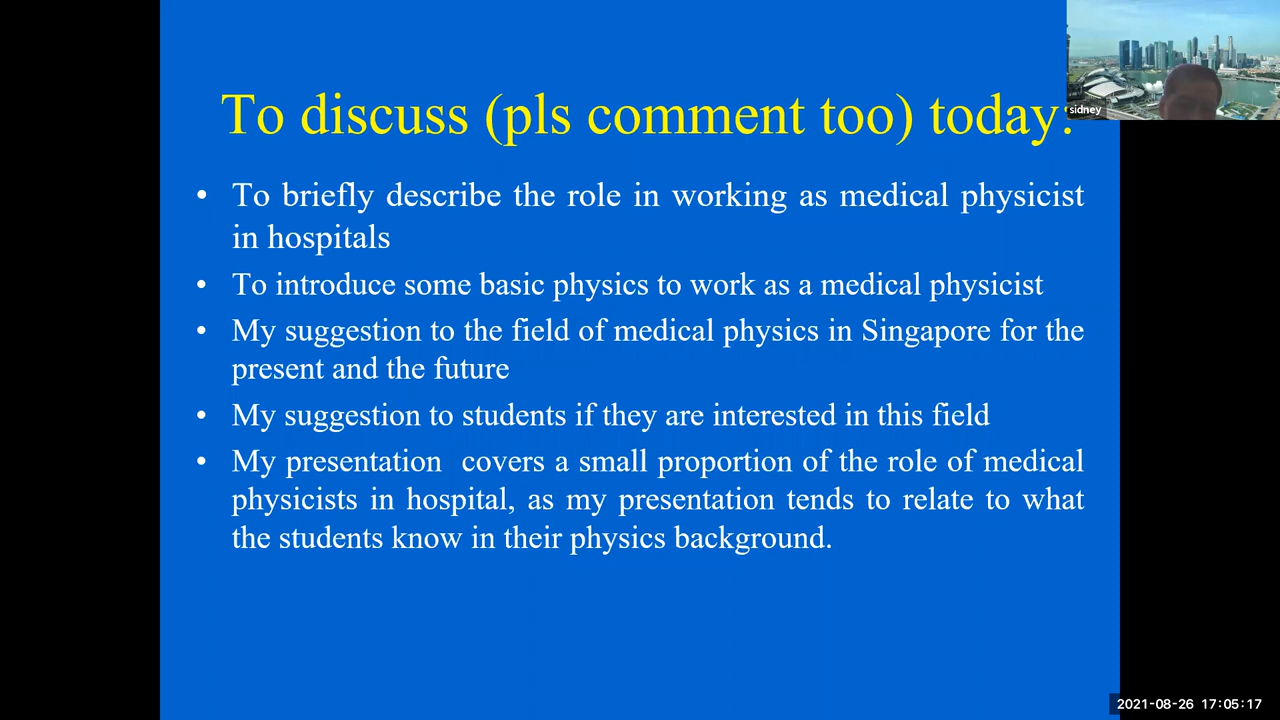 To discuss (pls comment too) today:
sidney
• To briefly describe the role in working as medical physicist
in hospitals
• To introduce some basic physics to work as a medical physicist
• My suggestion to the field of medical physics in Singapore for the
present and the future
• My suggestion to students if they are interested in this field
• My presentation covers a small proportion of the role of medical
physicists in hospital, as my presentation tends to relate to what
the students know in their physics background.
2021-08-26 17:05:17